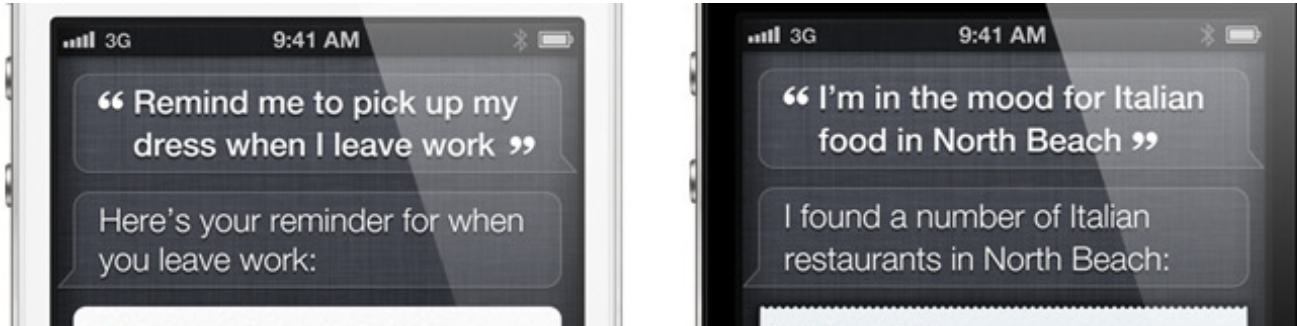 3G 9:41 AM
“ Remind me to pick up my
dress when I leave work ”
Here’s your reminder for when
you leave work:
3G 9:41 AM
“ I’m in the mood for Italian
food in North Beach ”
I found a number of Italian
restaurants in North Beach: